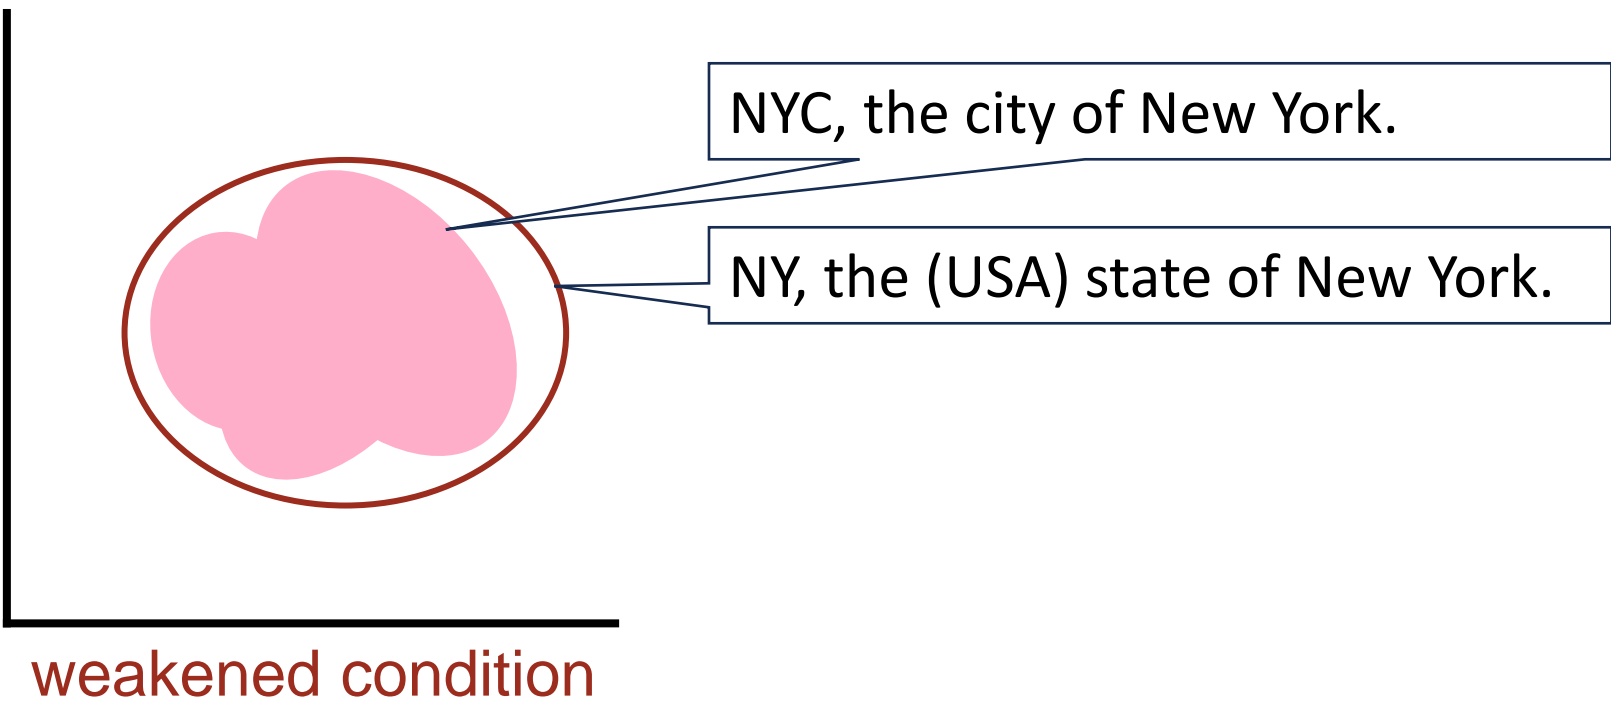 NYC, the city of New York.
NY, the (USA) state of New York.
weakened condition